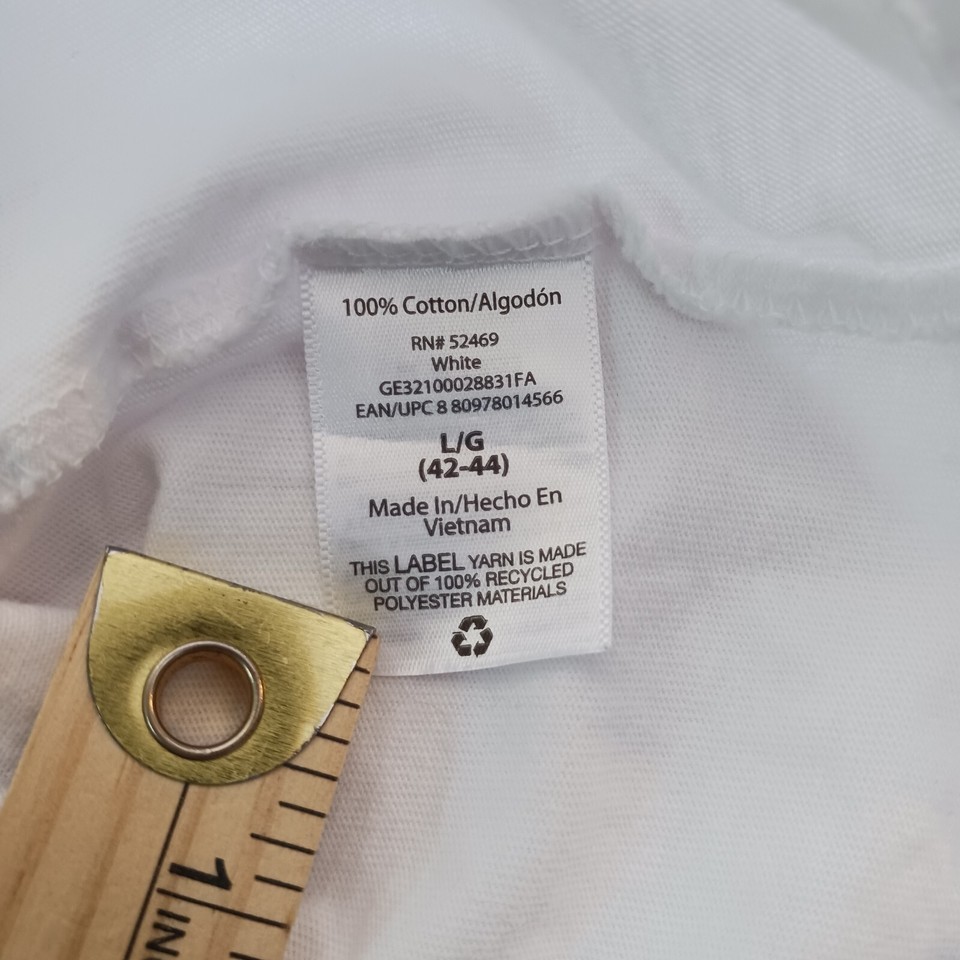 100% Cotton/Algodón
RN# 52469
White
GE32100028831FA
EAN/UPC 8 80978014566
L/G
(42-44)
Made In/Hecho En
Vietnam
THIS LABEL YARN IS MADE
OUT OF 100% RECYCLED
POLYESTER MATERIALS
1